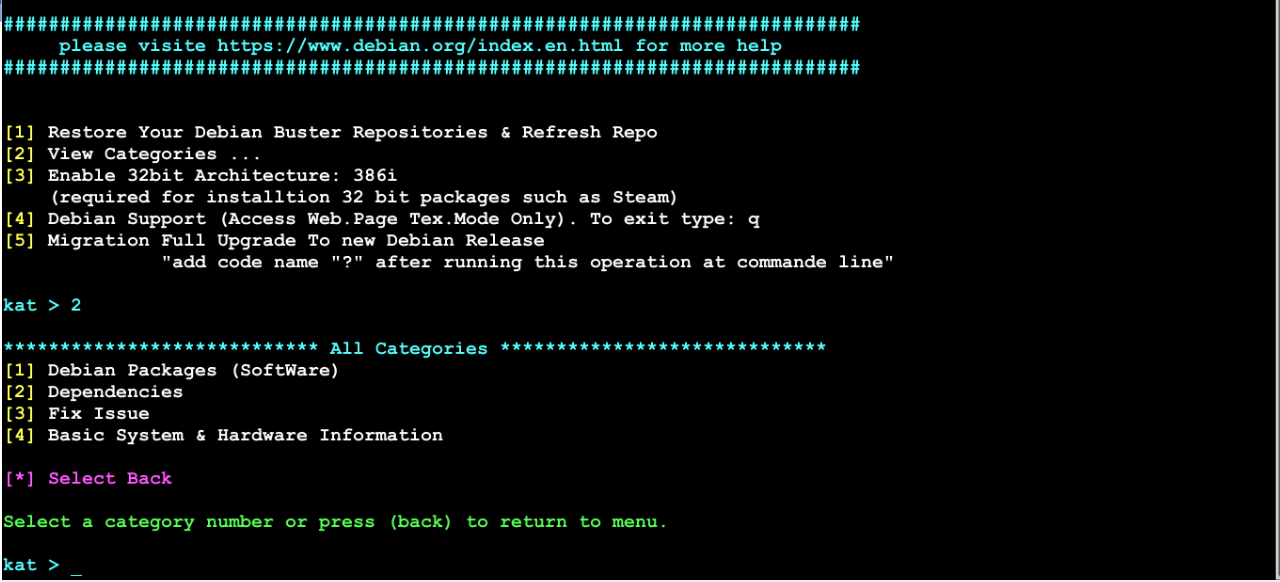 ############################################################################
please visite https://www.debian.org/index.en.html for more help
############################################################################
[1] Restore Your Debian Buster Repositories & Refresh Repo
[2] View Categories ...
[3] Enable 32bit Architecture: 386i
(required for installtion 32 bit packages such as Steam)
[4] Debian Support (Access Web.Page Tex.Mode Only). To exit type: q
[5] Migration Full Upgrade To new Debian Release
"add code name "?" after running this operation at commande line"
kat > 2
**************************** All Categories *****************************
[1] Debian Packages (SoftWare)
[2] Dependencies
[3] Fix Issue
[4] Basic System & Hardware Information
[*] Select Back
Select a category number or press (back) to return to menu.
kat > _